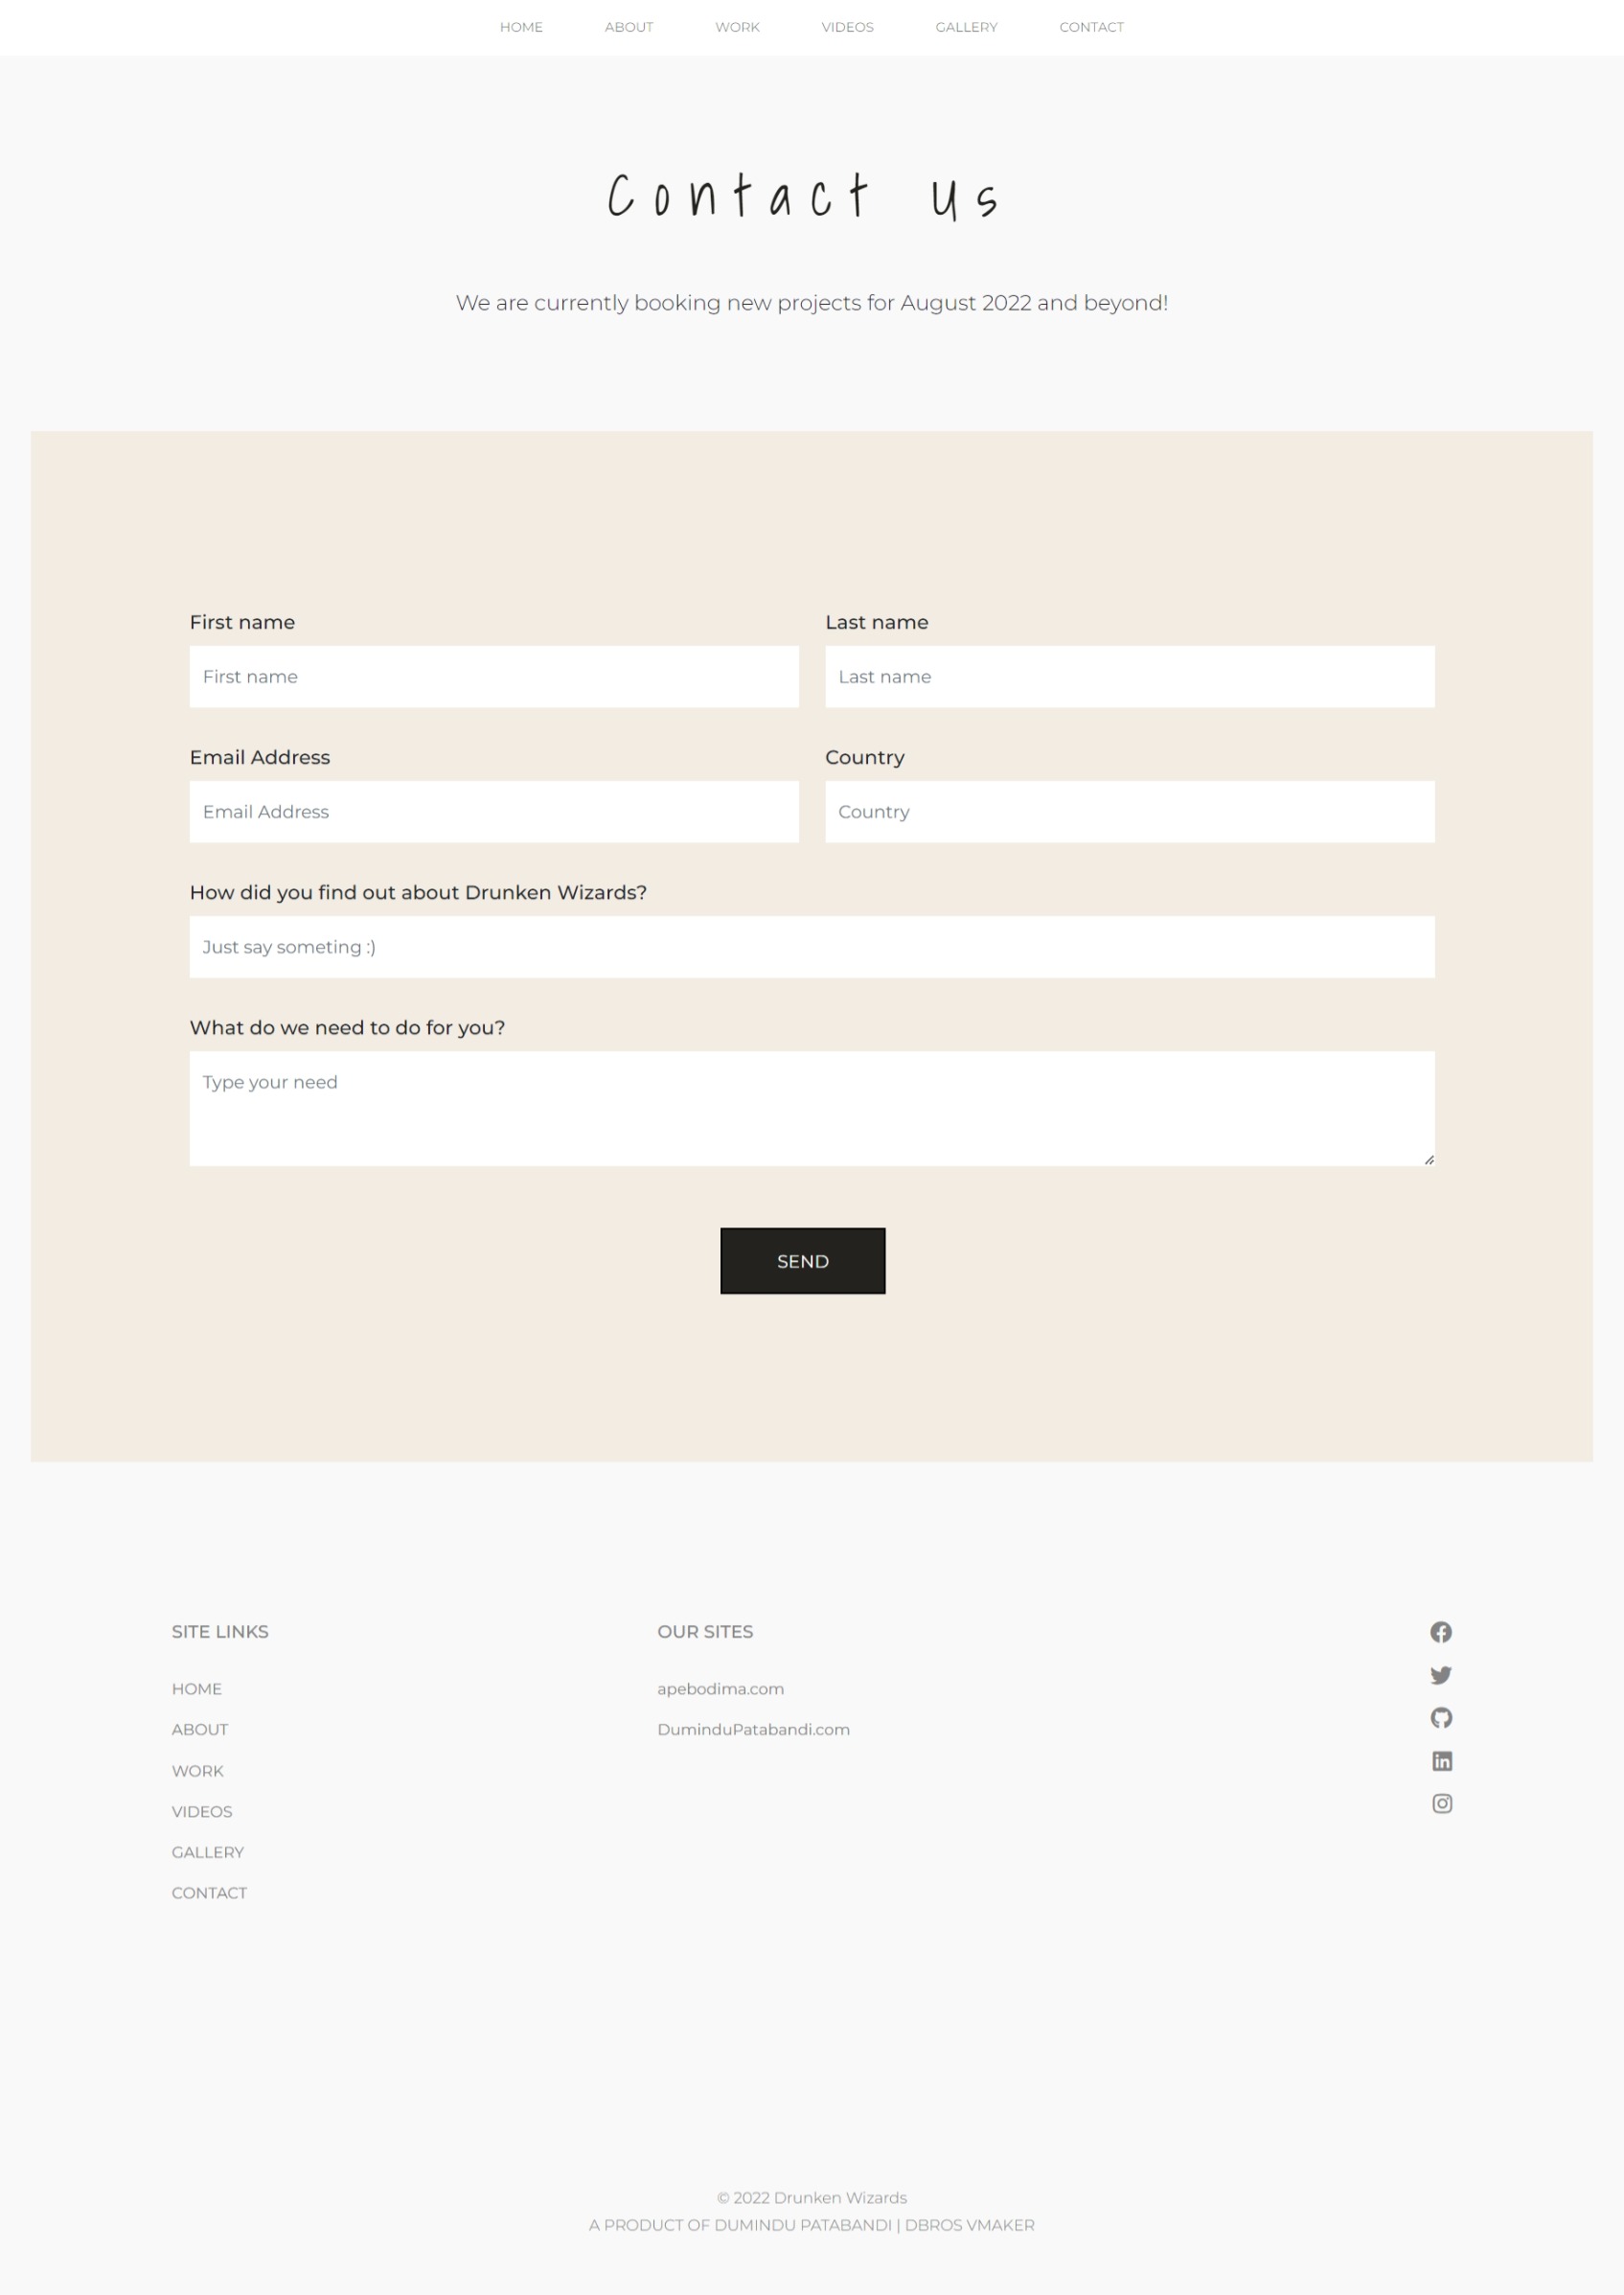 HOME ABOUT WORK VIDEOS GALLERY CONTACT
Contact Us
We are currently booking new projects for August 2022 and beyond!
First name Last name
First name Last name
Email Address Country
Email Address Country
How did you find out about Drunken Wizards?
Just say someting :)
What do we need to do for you?
Type your need
SEND
SITE LINKS
HOME
ABOUT
WORK
VIDEOS
GALLERY
CONTACT
OUR SITES
apebodima.com
DuminduPatabandi.com
© 2022 Drunken Wizards
A PRODUCT OF DUMINDU PATABANDI | DBROS VMAKER